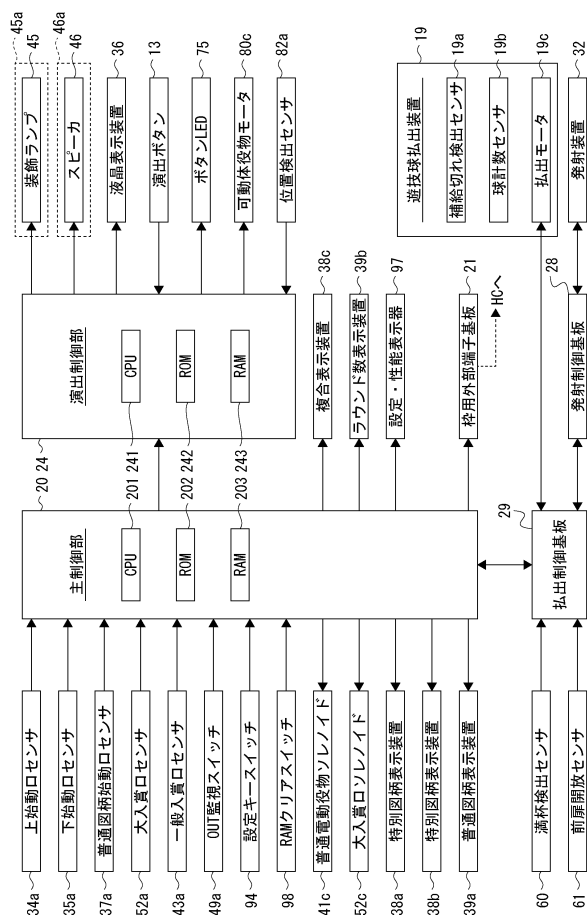 34a 上始動口センサ
35a 下始動口センサ
37a 普通図柄始動口センサ
52a 大入賞口センサ
43a 一般入賞口センサ
49a OUT監視スイッチ
94 設定キースイッチ
98 RAMクリアスイッチ
41c 普通電動役物ソレノイド
52c 大入賞口ソレノイド
38a 特別図柄表示装置
38b 特別図柄表示装置
39a 普通図柄表示装置
60 満杯検出センサ
61 前扉開放センサ
主制御部
20
CPU 201
ROM 202
RAM 203
払出制御基板 29
演出制御部
24
CPU 241
ROM 242
RAM 243
複合表示装置 38c
ラウンド数表示装置 39b
設定・性能表示器 97
枠用外部端子基板 21
HCへ
発射制御基板 28
45a
装飾ランプ 45
46a
スピーカ 46
液晶表示装置 36
演出ボタン 13
ボタンLED 75
可動体役物モータ 80c
位置検出センサ 82a
遊技球払出装置 19
補給切れ検出センサ 19a
球計数センサ 19b
払出モータ 19c
発射装置 32